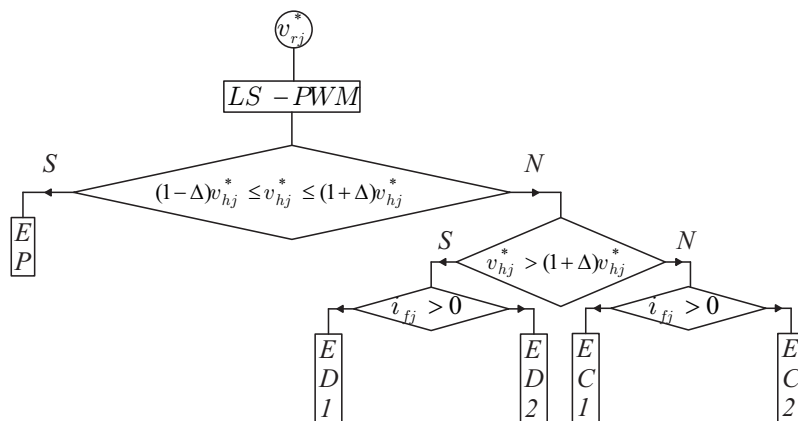 v*rj
LS - PWM
S
N
(1−Δ)v*hj ≤ v*hj ≤ (1+Δ)v*hj
E
P
S
N
v*hj > (1+Δ)v*hj
ifj > 0
ifj > 0
E
D
1
E
D
2
E
C
1
E
C
2